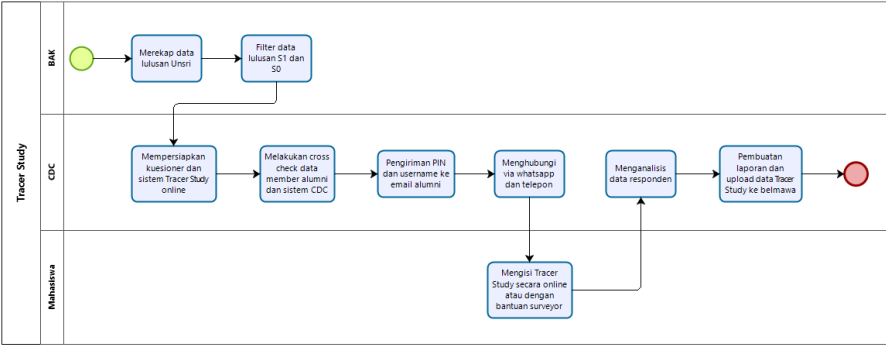 Tracer Study
BAK
Merekap data
lulusan Unsri
Filter data
lulusan S1 dan
S0
CDC
Mempersiapkan
kuesioner dan
sistem Tracer Study
online
Melakukan cross
check data
member alumni
dan sistem CDC
Pengiriman PIN
dan username ke
email alumni
Menghubungi
via whatsapp
dan telepon
Menganalisis
data responden
Pembuatan
laporan dan
upload data Tracer
Study ke belmawa
Mahasiswa
Mengisi Tracer
Study secara online
atau dengan
bantuan surveyor